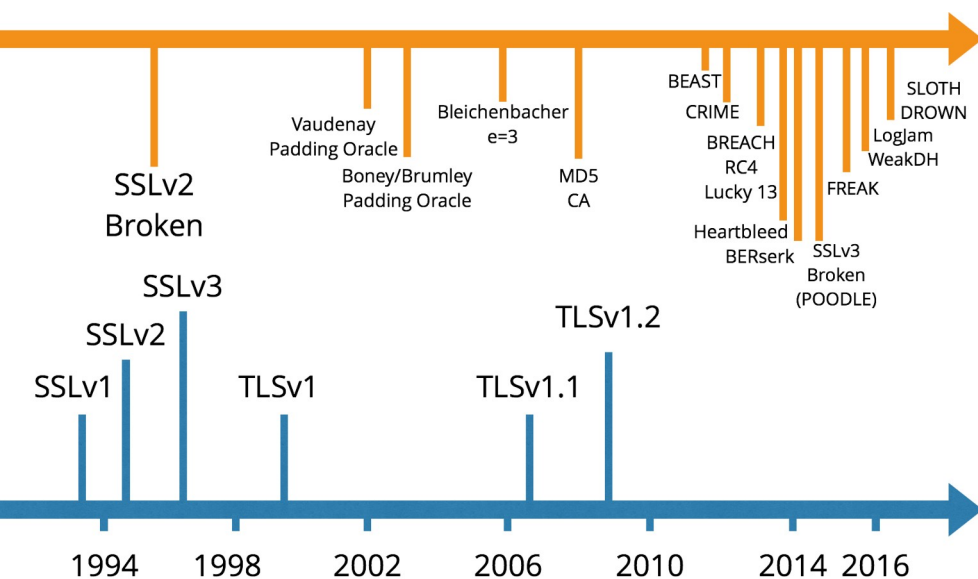 SSLv2
Broken
Vaudenay
Padding Oracle
Boney/Brumley
Padding Oracle
Bleichenbacher
e=3
MD5
CA
BEAST
CRIME
BREACH
RC4
Lucky 13
Heartbleed
BERserk
SSLv3
Broken
(POODLE)
FREAK
LogJam
WeakDH
SLOTH
DROWN
SSLv1
SSLv2
SSLv3
TLSv1
TLSv1.1
TLSv1.2
1994
1998
2002
2006
2010
2014
2016